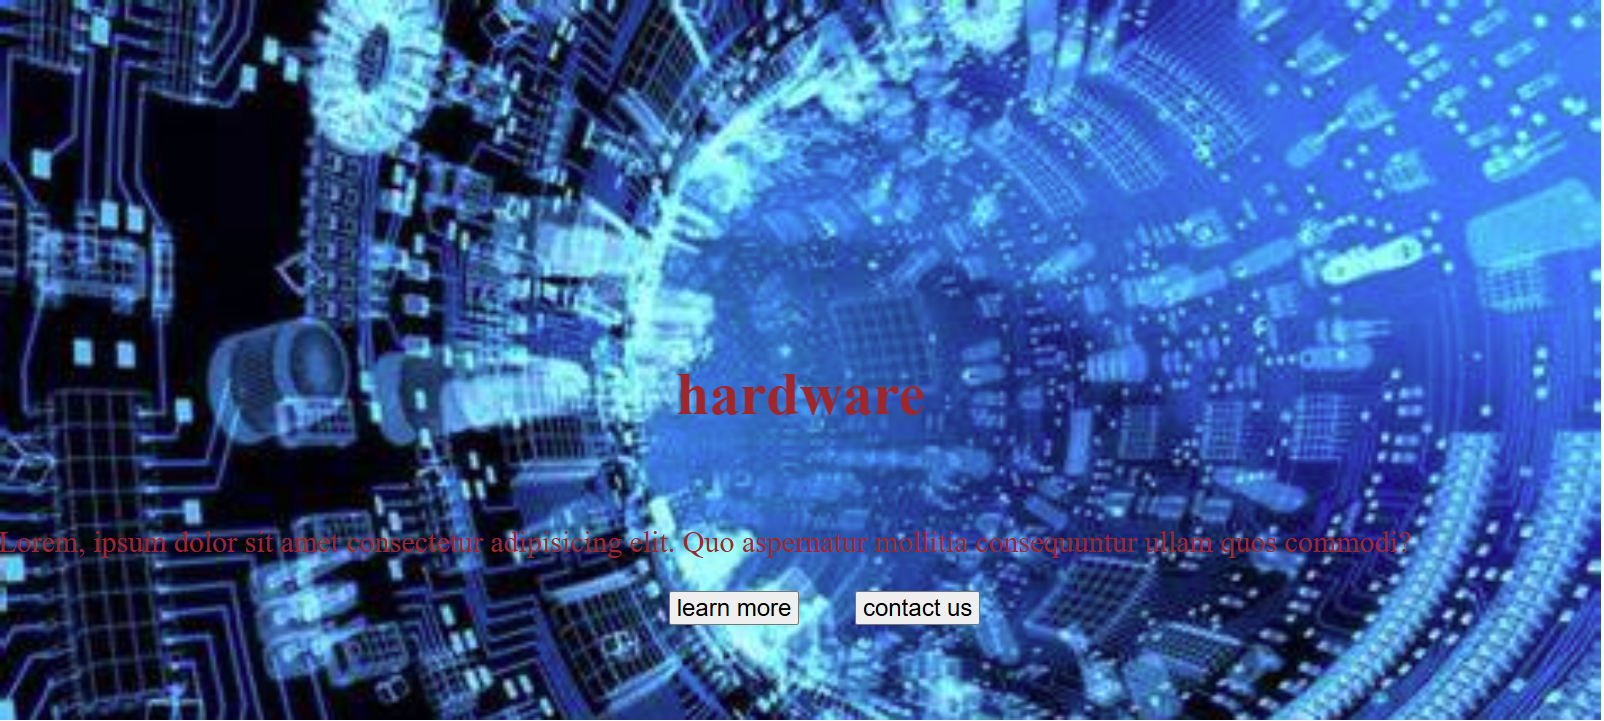 hardware
Lorem, ipsum dolor sit amet consectetur adipisicing elit. Quo aspernatur mollitia consequuntur ullam quos commodi?
learn more
contact us